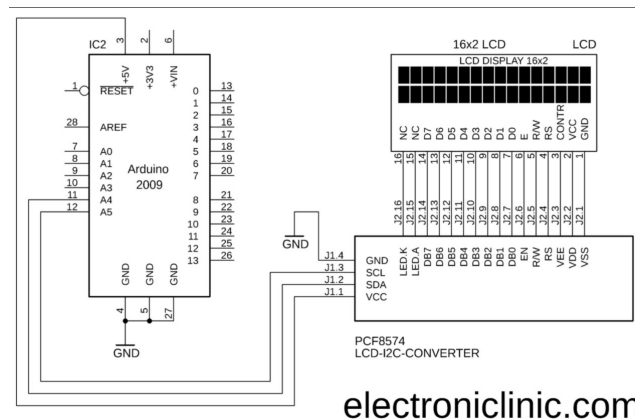 3
2
6
IC2
+5V
+3V3
+VIN
1
RESET
28
AREF
7
A0
8
A1
9
A2
10
A3
11
A4
12
A5
Arduino
2009
0
13
1
14
2
15
3
16
4
17
5
18
6
19
7
20
8
21
9
22
10
23
11
24
12
25
13
26
GND
GND
GND
4
5
27
GND
16x2 LCD
LCD
LCD DISPLAY 16x2
NC NC D7 D6 D5 D4 D3 D2 D1 D0 E R/W RS CONTR VCC GND
16 15 14 13 12 11 10 9 8 7 6 5 4 3 2 1
J2.16 J2.15 J2.14 J2.13 J2.12 J2.11 J2.10 J2.9 J2.8 J2.7 J2.6 J2.5 J2.4 J2.3 J2.2 J2.1
LED.K LED.A DB7 DB6 DB5 DB4 DB3 DB2 DB1 DB0 EN R/W RS VEE VDD VSS
GND
J1.4
GND
J1.3
SCL
J1.2
SDA
J1.1
VCC
PCF8574
LCD-I2C-CONVERTER
electroniclinic.com